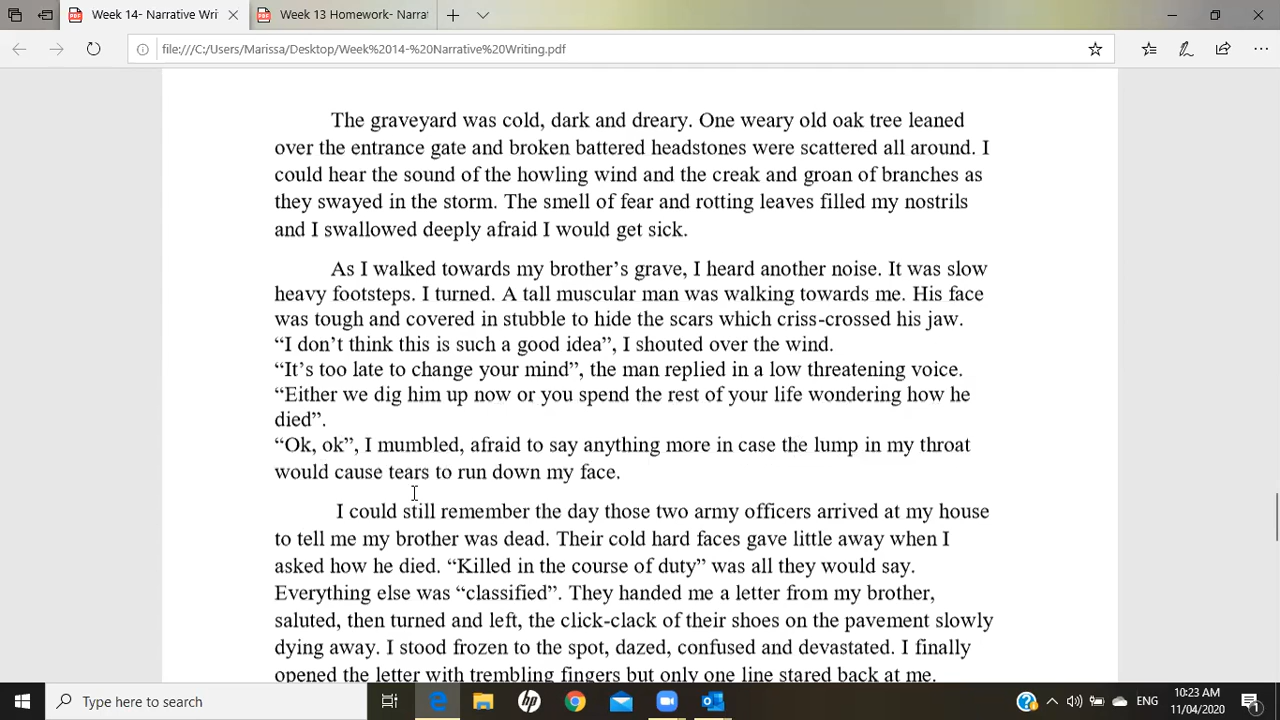 Week 14- Narrative Wri
Week 13 Homework- Narrat
file:///C:/Users/Marissa/Desktop/Week%2014-%20Narrative%20Writing.pdf
The graveyard was cold, dark and dreary. One weary old oak tree leaned
over the entrance gate and broken battered headstones were scattered all around. I
could hear the sound of the howling wind and the creak and groan of branches as
they swayed in the storm. The smell of fear and rotting leaves filled my nostrils
and I swallowed deeply afraid I would get sick.
As I walked towards my brother’s grave, I heard another noise. It was slow
heavy footsteps. I turned. A tall muscular man was walking towards me. His face
was tough and covered in stubble to hide the scars which criss-crossed his jaw.
“I don’t think this is such a good idea”, I shouted over the wind.
“It’s too late to change your mind”, the man replied in a low threatening voice.
“Either we dig him up now or you spend the rest of your life wondering how he
died”.
“Ok, ok”, I mumbled, afraid to say anything more in case the lump in my throat
would cause tears to run down my face.
I could still remember the day those two army officers arrived at my house
to tell me my brother was dead. Their cold hard faces gave little away when I
asked how he died. “Killed in the course of duty” was all they would say.
Everything else was “classified”. They handed me a letter from my brother,
saluted, then turned and left, the click-clack of their shoes on the pavement slowly
dying away. I stood frozen to the spot, dazed, confused and devastated. I finally
opened the letter with trembling fingers but only one line stared back at me.
Type here to search
hp
ENG
10:23 AM
11/04/2020